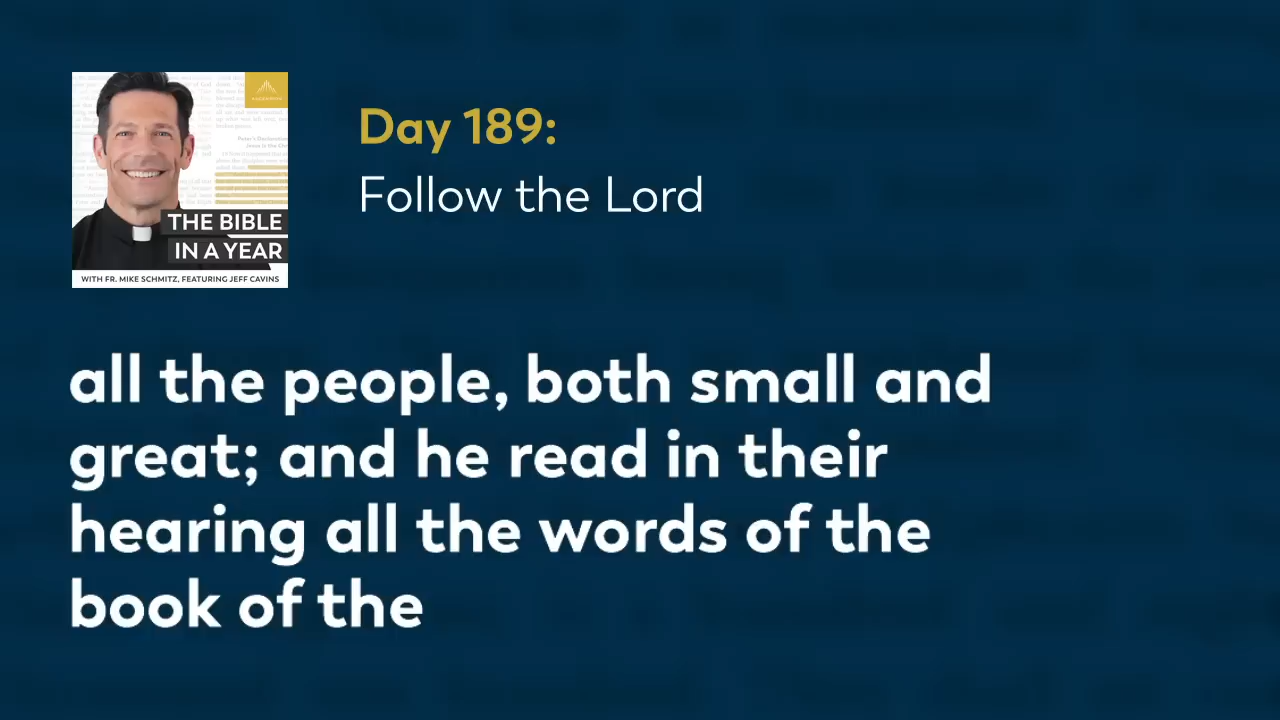 THE BIBLE
IN A YEAR
WITH FR. MIKE SCHMITZ, FEATURING JEFF CAVINS
Day 189:
Follow the Lord
all the people, both small and
great; and he read in their
hearing all the words of the
book of the